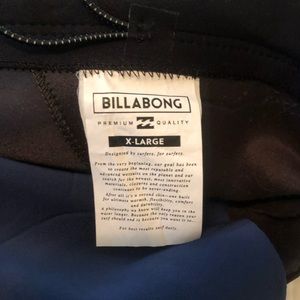 BILLABONG
PREMIUM QUALITY
X-LARGE
Designed by surfers, for surfers.
From the very beginning, our goal has been
to create the most reputable and
advanced wetsuits on the planet and our
search for the newest, most innovative
materials, closures and construction
continues to be never-ending.
After all it's a second skin—one built
for ultimate warmth, flexibility, comfort
and durability.
A philosophy we know will keep you in the
water longer. Because the only reason your
surf should end is because you want to...
For best results surf daily.